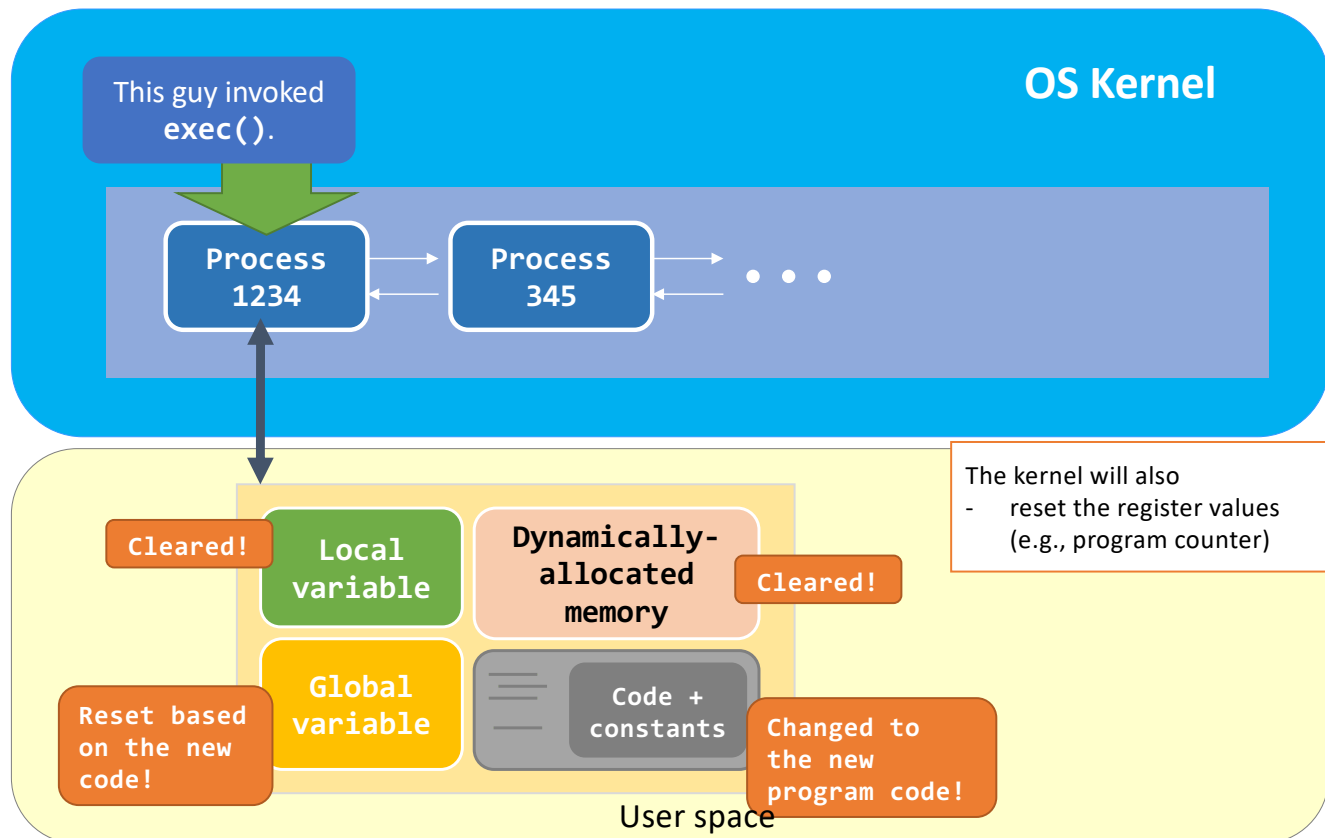 OS Kernel
This guy invoked
exec().
Process
1234
Process
345
The kernel will also
- reset the register values
(e.g., program counter)
Cleared!
Local
variable
Dynamically-
allocated
memory
Cleared!
Global
variable
Code +
constants
Reset based
on the new
code!
Changed to
the new
program code!
User space